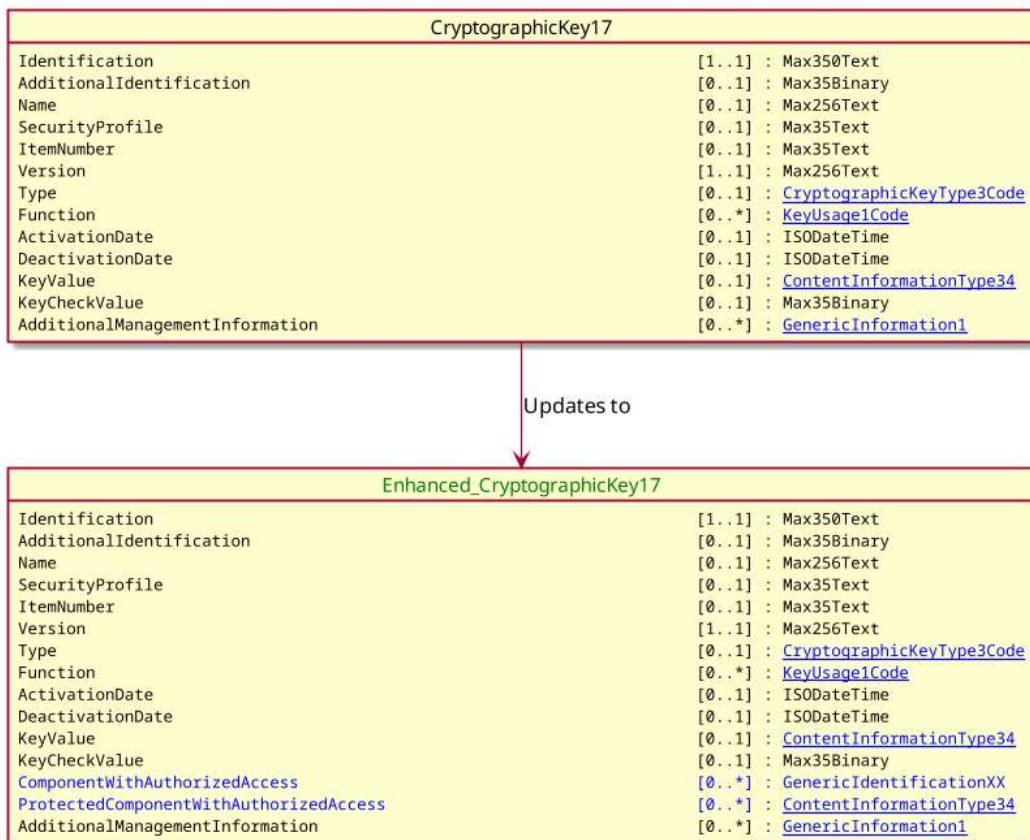 CryptographicKey17
Identification [1..1] : Max350Text
AdditionalIdentification [0..1] : Max35Binary
Name [0..1] : Max256Text
SecurityProfile [0..1] : Max35Text
ItemNumber [0..1] : Max35Text
Version [1..1] : Max256Text
Type [0..1] : CryptographicKeyType3Code
Function [0..*] : KeyUsage1Code
ActivationDate [0..1] : ISODateTime
DeactivationDate [0..1] : ISODateTime
KeyValue [0..1] : ContentInformationType34
KeyCheckValue [0..1] : Max35Binary
AdditionalManagementInformation [0..*] : GenericInformation1
Updates to
Enhanced_CryptographicKey17
Identification [1..1] : Max350Text
AdditionalIdentification [0..1] : Max35Binary
Name [0..1] : Max256Text
SecurityProfile [0..1] : Max35Text
ItemNumber [0..1] : Max35Text
Version [1..1] : Max256Text
Type [0..1] : CryptographicKeyType3Code
Function [0..*] : KeyUsage1Code
ActivationDate [0..1] : ISODateTime
DeactivationDate [0..1] : ISODateTime
KeyValue [0..1] : ContentInformationType34
KeyCheckValue [0..1] : Max35Binary
ComponentWithAuthorizedAccess [0..*] : GenericIdentificationXX
ProtectedComponentWithAuthorizedAccess [0..*] : ContentInformationType34
AdditionalManagementInformation [0..*] : GenericInformation1